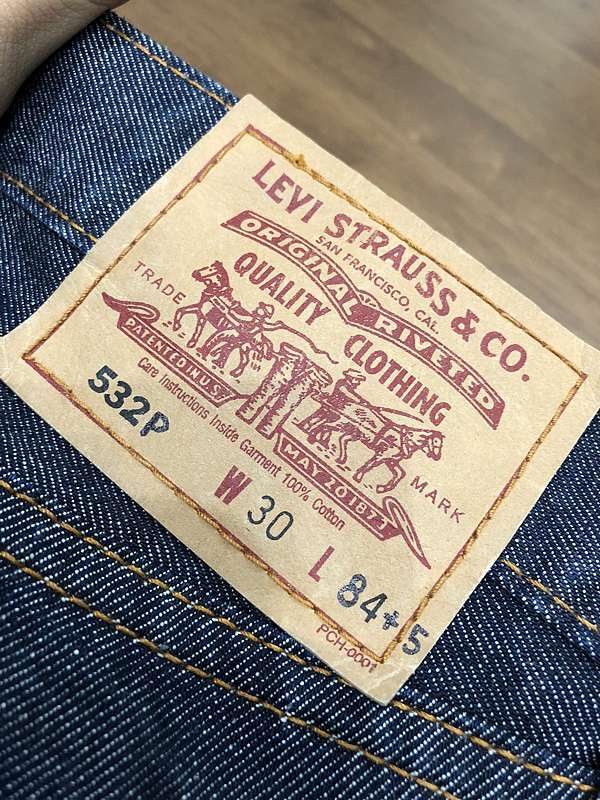 LEVI STRAUSS & CO.
SAN FRANCISCO, CAL.
ORIGINAL RIVETED
QUALITY CLOTHING
TRADE MARK
PATENTED IN U.S. MAY 20 1873
Care Instructions Inside Garment 100% Cotton
532P
W 30 L 84+5
PCH-0001